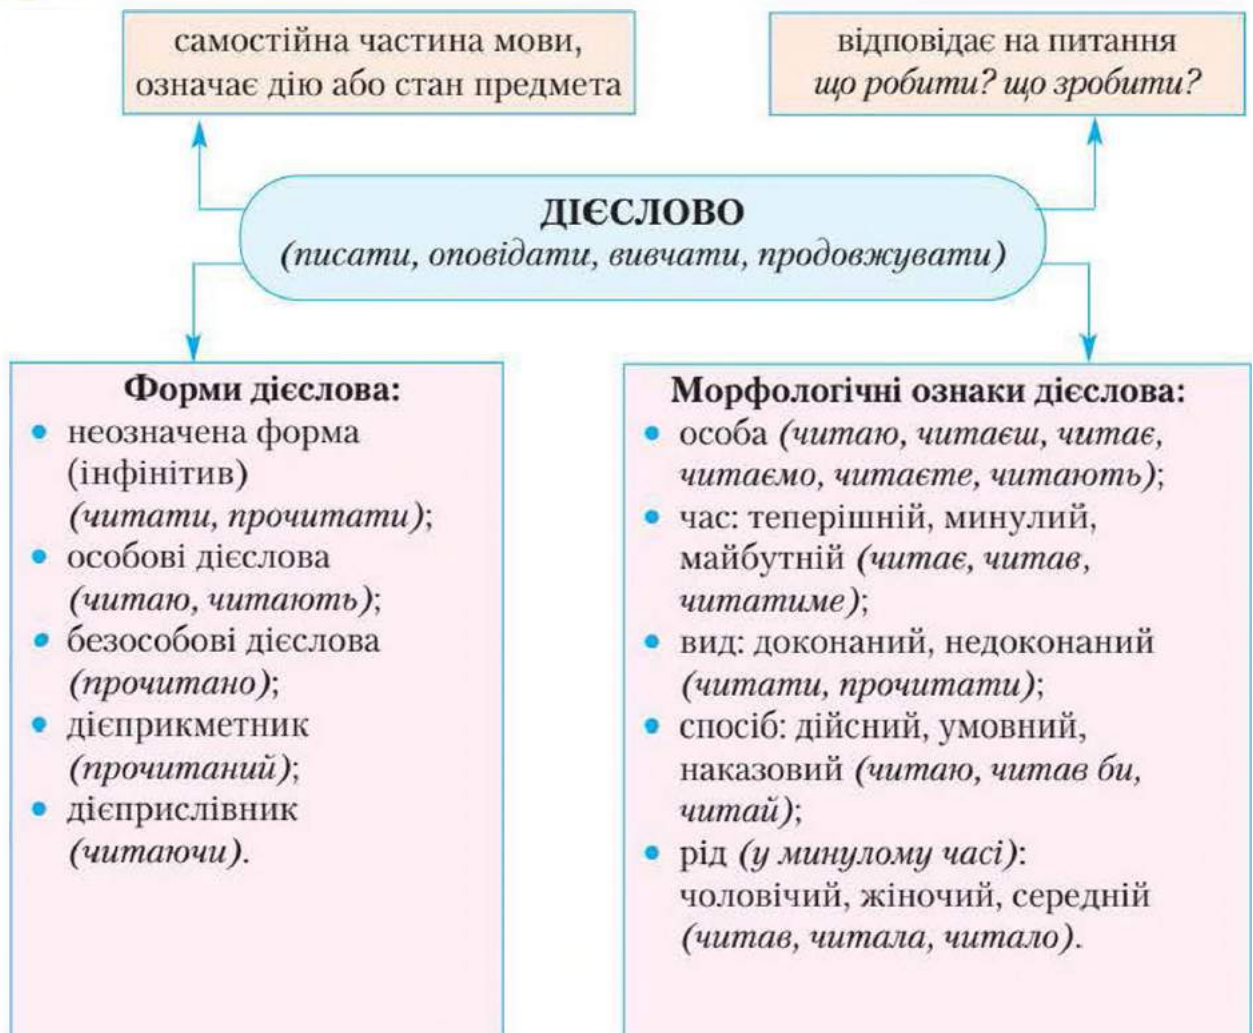 самостійна частина мови,
означає дію або стан предмета
відповідає на питання
що робити? що зробити?
ДІЄСЛОВО
(писати, оповідати, вивчати, продовжувати)
Форми дієслова:
• неозначена форма
(інфінітив)
(читати, прочитати);
• особові дієслова
(читаю, читають);
• безособові дієслова
(прочитано);
• дієприкметник
(прочитаний);
• дієприслівник
(читаючи).
Морфологічні ознаки дієслова:
• особа (читаю, читаєш, читає,
читаємо, читаєте, читають);
• час: теперішній, минулий,
майбутній (читає, читав,
читатиме);
• вид: доконаний, недоконаний
(читати, прочитати);
• спосіб: дійсний, умовний,
наказовий (читаю, читав би,
читай);
• рід (у минулому часі):
чоловічий, жіночий, середній
(читав, читала, читало).